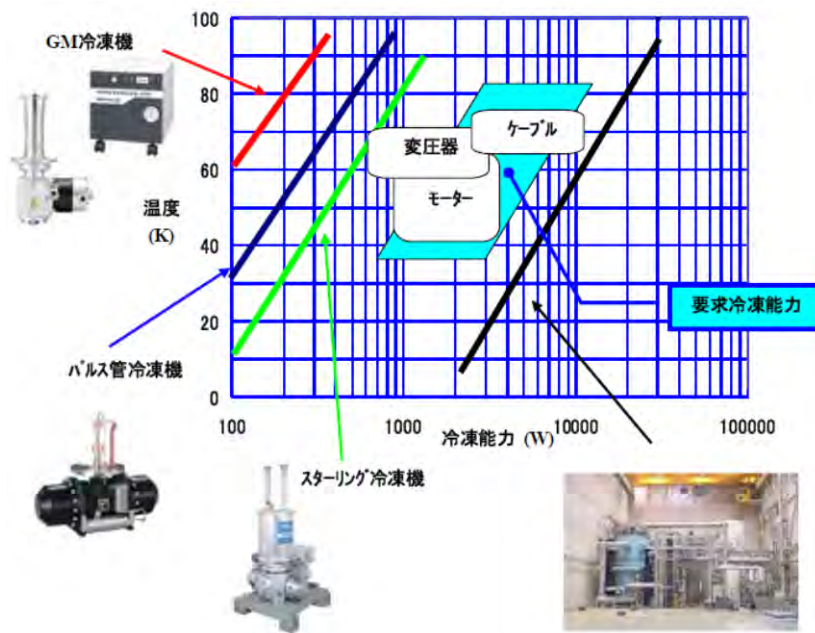 GM冷凍機
100
80
60
40
20
0
温度
(K)
変圧器
ケーブル
モーター
要求冷凍能力
パルス管冷凍機
100
1000
10000
100000
冷凍能力 (W)
スターリング冷凍機